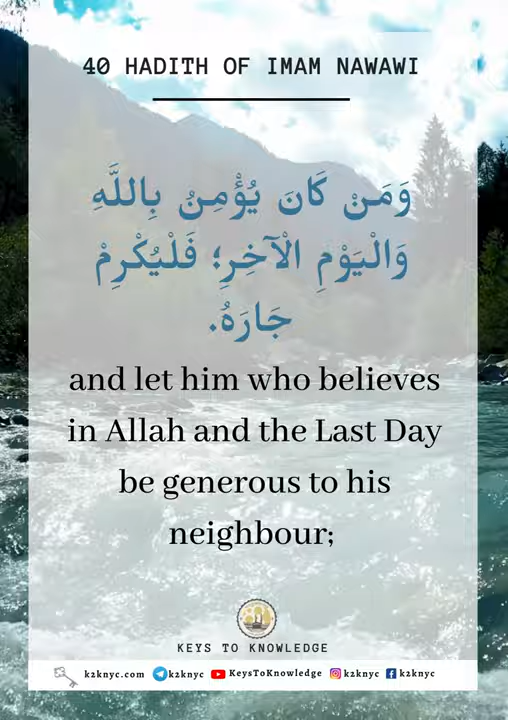 40 HADITH OF IMAM NAWAWI
وَمَنْ كَانَ يُؤْمِنُ بِاللَّهِ
وَالْيَوْمِ الْآخِرِ؛ فَلْيُكْرِمْ
جَارَهُ.
and let him who believes
in Allah and the Last Day
be generous to his
neighbour;
KEYS TO KNOWLEDGE
k2knyc.com k2knyc KeysToKnowledge k2knyc k2knyc